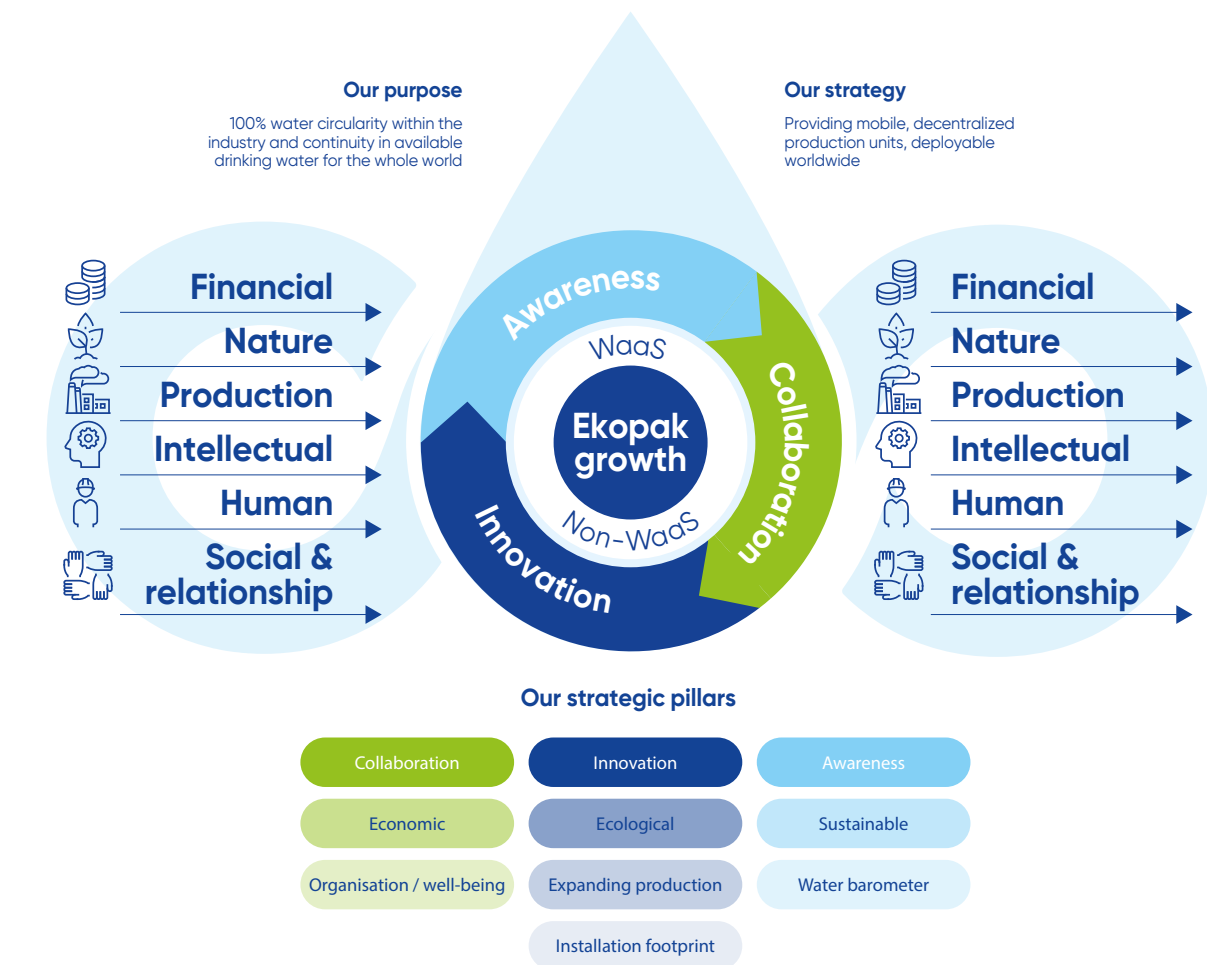 Our purpose
100% water circularity within the
industry and continuity in available
drinking water for the whole world
Our strategy
Providing mobile, decentralized
production units, deployable
worldwide
Financial
Nature
Production
Intellectual
Human
Social &
relationship
Awareness
Collaboration
Innovation
WaaS
Ekopak
growth
Non-WaaS
Financial
Nature
Production
Intellectual
Human
Social &
relationship
Our strategic pillars
Collaboration
Innovation
Awareness
Economic
Ecological
Sustainable
Organisation / well-being
Expanding production
Water barometer
Installation footprint